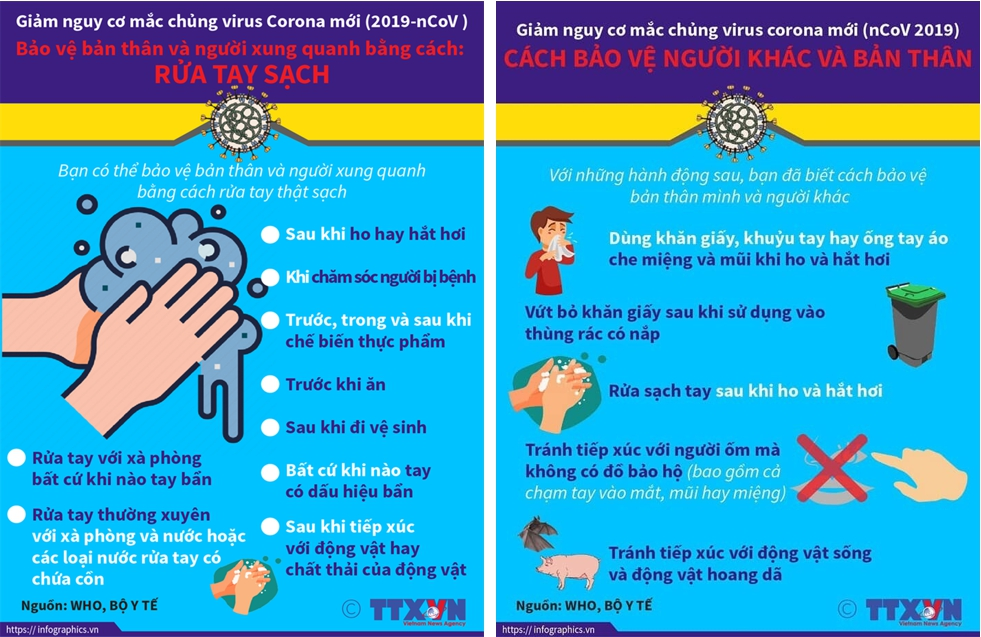 Giảm nguy cơ mắc chủng virus Corona mới (2019-nCoV )
Bảo vệ bản thân và người xung quanh bằng cách:
RỬA TAY SẠCH
Bạn có thể bảo vệ bản thân và người xung quanh
bằng cách rửa tay thật sạch
Sau khi ho hay hắt hơi
Khi chăm sóc người bị bệnh
Trước, trong và sau khi
chế biến thực phẩm
Trước khi ăn
Sau khi đi vệ sinh
Bất cứ khi nào tay
có dấu hiệu bẩn
Sau khi tiếp xúc
với động vật hay
chất thải của động vật
Rửa tay với xà phòng
bất cứ khi nào tay bẩn
Rửa tay thường xuyên
với xà phòng và nước hoặc
các loại nước rửa tay có
chứa cồn
Nguồn: WHO, BỘ Y TẾ
© TTXVN
Vietnam News Agency
https:// infographics.vn
Giảm nguy cơ mắc chủng virus corona mới (nCoV 2019)
CÁCH BẢO VỆ NGƯỜI KHÁC VÀ BẢN THÂN
Với những hành động sau, bạn đã biết cách bảo vệ
bản thân mình và người khác
Dùng khăn giấy, khuỷu tay hay ống tay áo
che miệng và mũi khi ho và hắt hơi
Vứt bỏ khăn giấy sau khi sử dụng vào
thùng rác có nắp
Rửa sạch tay sau khi ho và hắt hơi
Tránh tiếp xúc với người ốm mà
không có đồ bảo hộ (bao gồm cả
chạm tay vào mắt, mũi hay miệng)
Tránh tiếp xúc với động vật sống
và động vật hoang dã
Nguồn: WHO, BỘ Y TẾ
© TTXVN
Vietnam News Agency
https:// infographics.vn